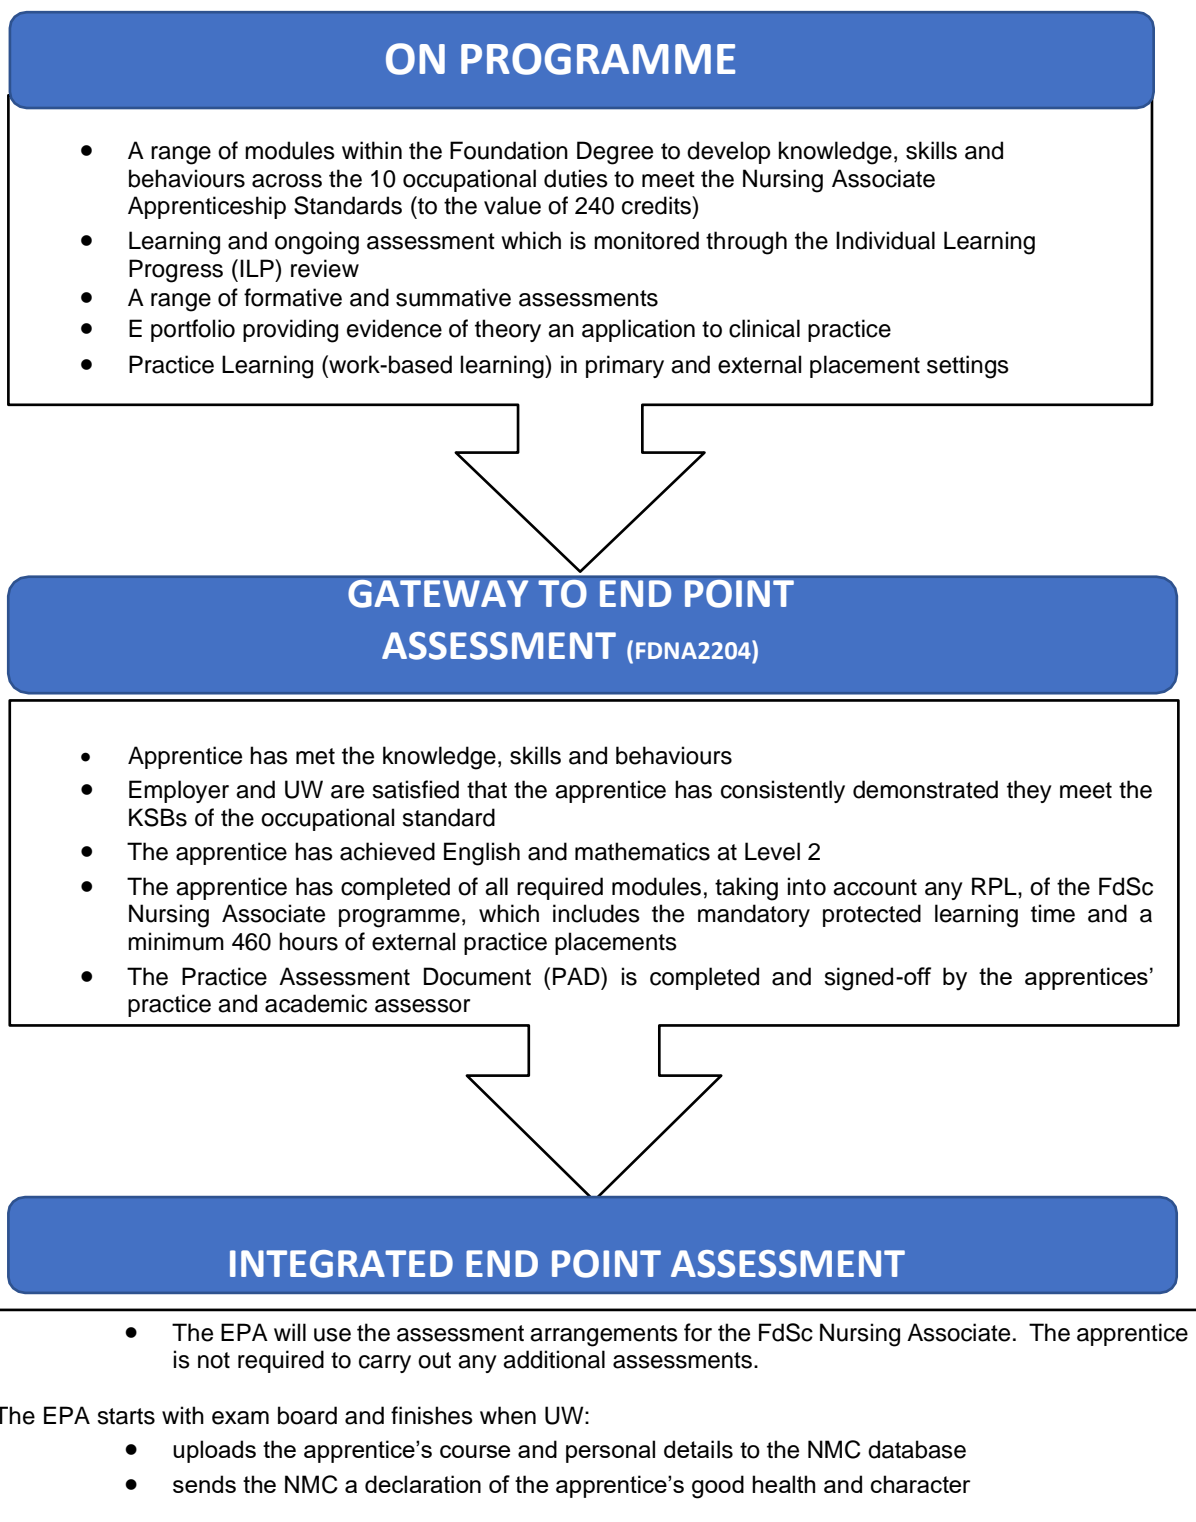 ON PROGRAMME
• A range of modules within the Foundation Degree to develop knowledge, skills and
behaviours across the 10 occupational duties to meet the Nursing Associate
Apprenticeship Standards (to the value of 240 credits)
• Learning and ongoing assessment which is monitored through the Individual Learning
Progress (ILP) review
• A range of formative and summative assessments
• E portfolio providing evidence of theory an application to clinical practice
• Practice Learning (work-based learning) in primary and external placement settings
GATEWAY TO END POINT
ASSESSMENT (FDNA2204)
• Apprentice has met the knowledge, skills and behaviours
• Employer and UW are satisfied that the apprentice has consistently demonstrated they meet the
KSBs of the occupational standard
• The apprentice has achieved English and mathematics at Level 2
• The apprentice has completed of all required modules, taking into account any RPL, of the FdSc
Nursing Associate programme, which includes the mandatory protected learning time and a
minimum 460 hours of external practice placements
• The Practice Assessment Document (PAD) is completed and signed-off by the apprentices’
practice and academic assessor
INTEGRATED END POINT ASSESSMENT
• The EPA will use the assessment arrangements for the FdSc Nursing Associate. The apprentice
is not required to carry out any additional assessments.
The EPA starts with exam board and finishes when UW:
• uploads the apprentice’s course and personal details to the NMC database
• sends the NMC a declaration of the apprentice’s good health and character